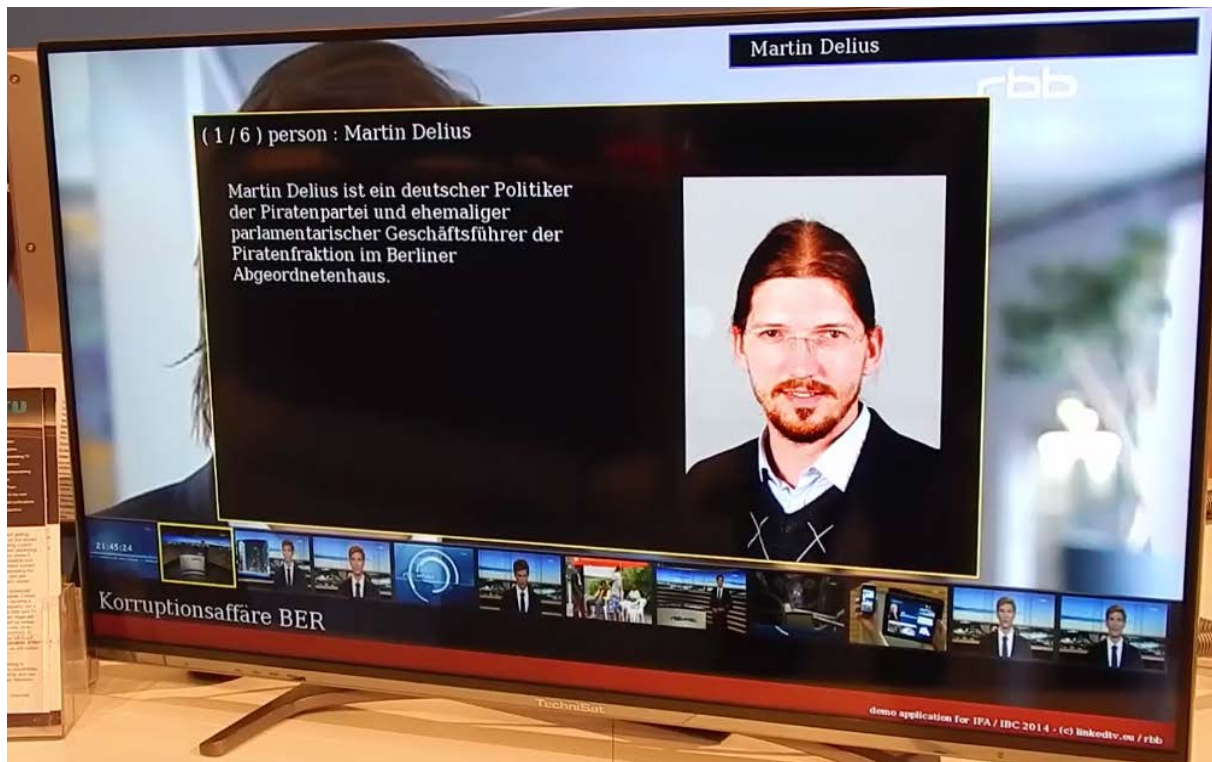 Martin Delius
rbb
( 1 / 6 ) person : Martin Delius
Martin Delius ist ein deutscher Politiker
der Piratenpartei und ehemaliger
parlamentarischer Geschäftsführer der
Piratenfraktion im Berliner
Abgeordnetenhaus.
21:45:24
Korruptionsaffäre BER
TechniSat
demo application for IFA / IBC 2014 - (c) linkedtv.eu / rbb